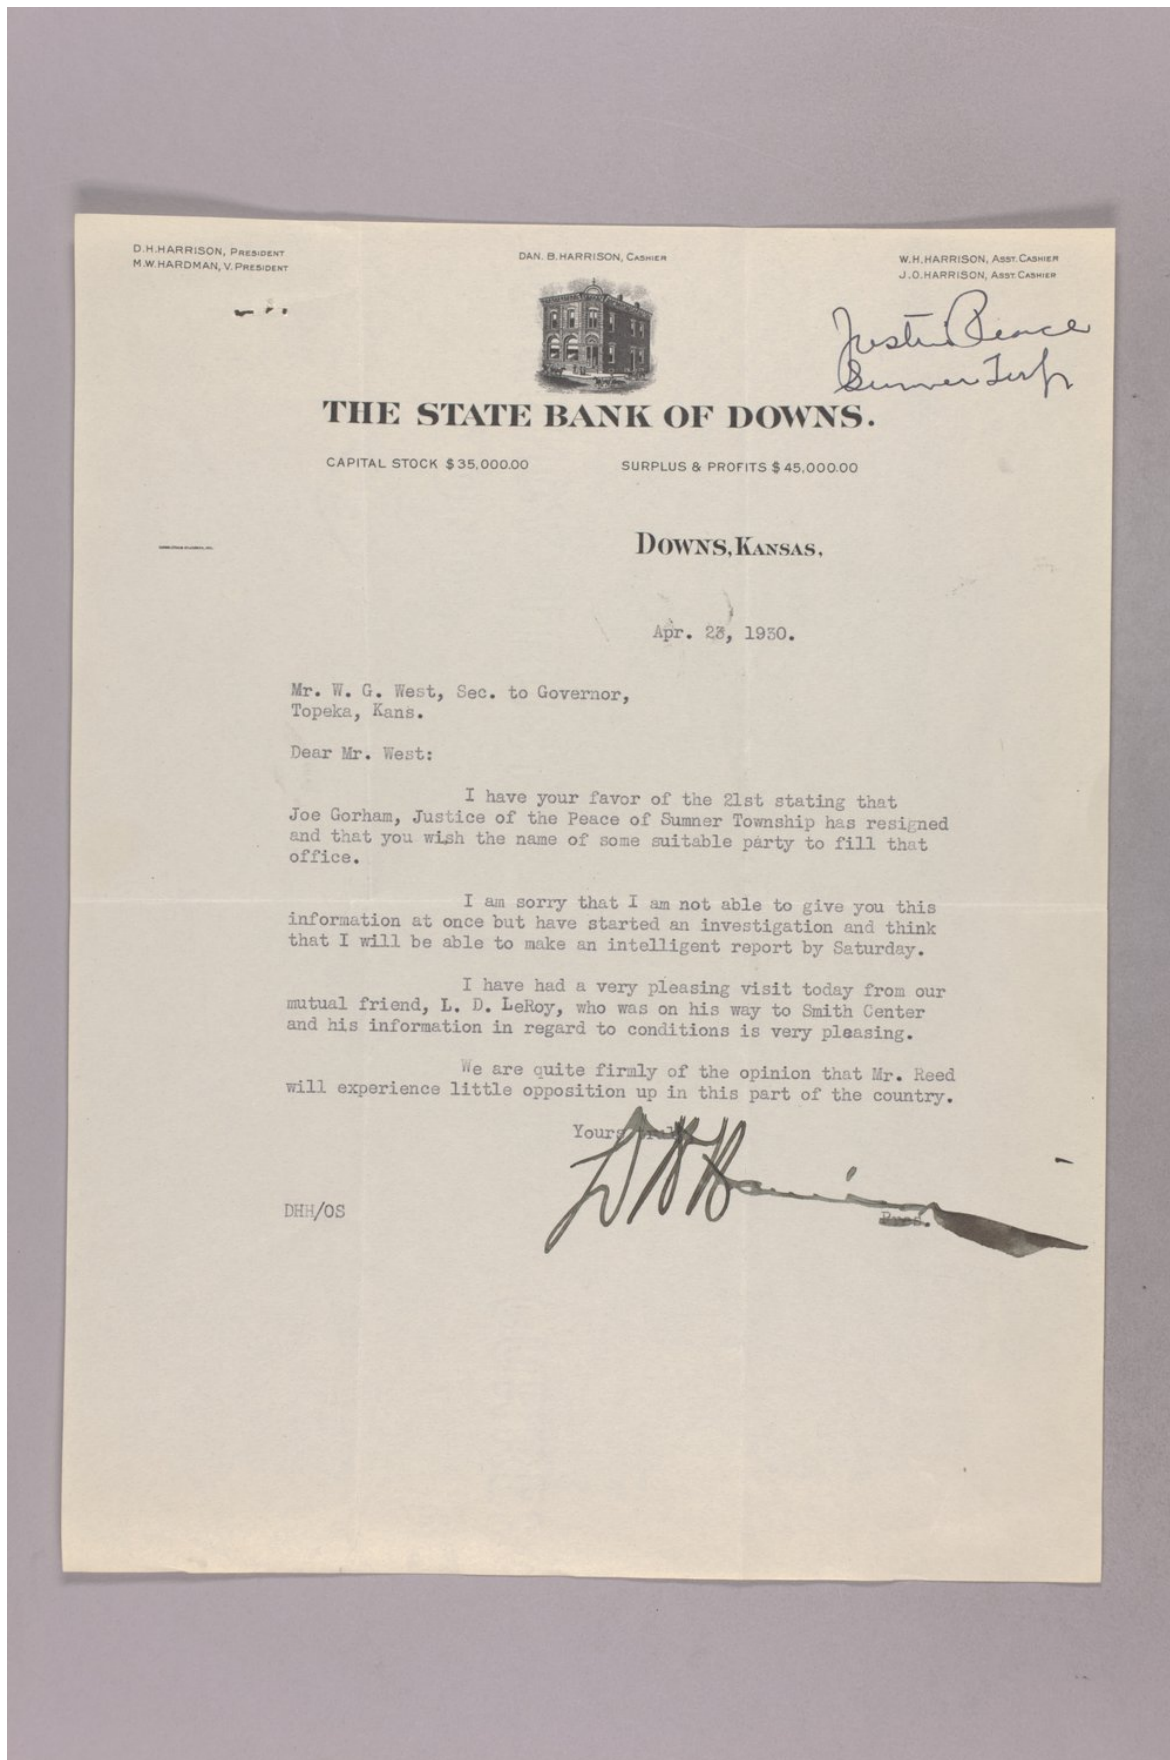 D.H.HARRISON, PRESIDENT
M.W.HARDMAN, V. PRESIDENT
DAN. B. HARRISON, CASHIER
W.H.HARRISON, ASST. CASHIER
J.O.HARRISON, ASST. CASHIER
Justice Peace
Sumner Twp
THE STATE BANK OF DOWNS.
CAPITAL STOCK $35,000.00 SURPLUS & PROFITS $45,000.00
DOWNS, KANSAS,
Apr. 23, 1930.
Mr. W. G. West, Sec. to Governor,
Topeka, Kans.
Dear Mr. West:
I have your favor of the 21st stating that
Joe Gorham, Justice of the Peace of Sumner Township has resigned
and that you wish the name of some suitable party to fill that
office.
I am sorry that I am not able to give you this
information at once but have started an investigation and think
that I will be able to make an intelligent report by Saturday.
I have had a very pleasing visit today from our
mutual friend, L. D. LeRoy, who was on his way to Smith Center
and his information in regard to conditions is very pleasing.
We are quite firmly of the opinion that Mr. Reed
will experience little opposition up in this part of the country.
Yours truly
D H Harrison
DHH/OS
Pres.